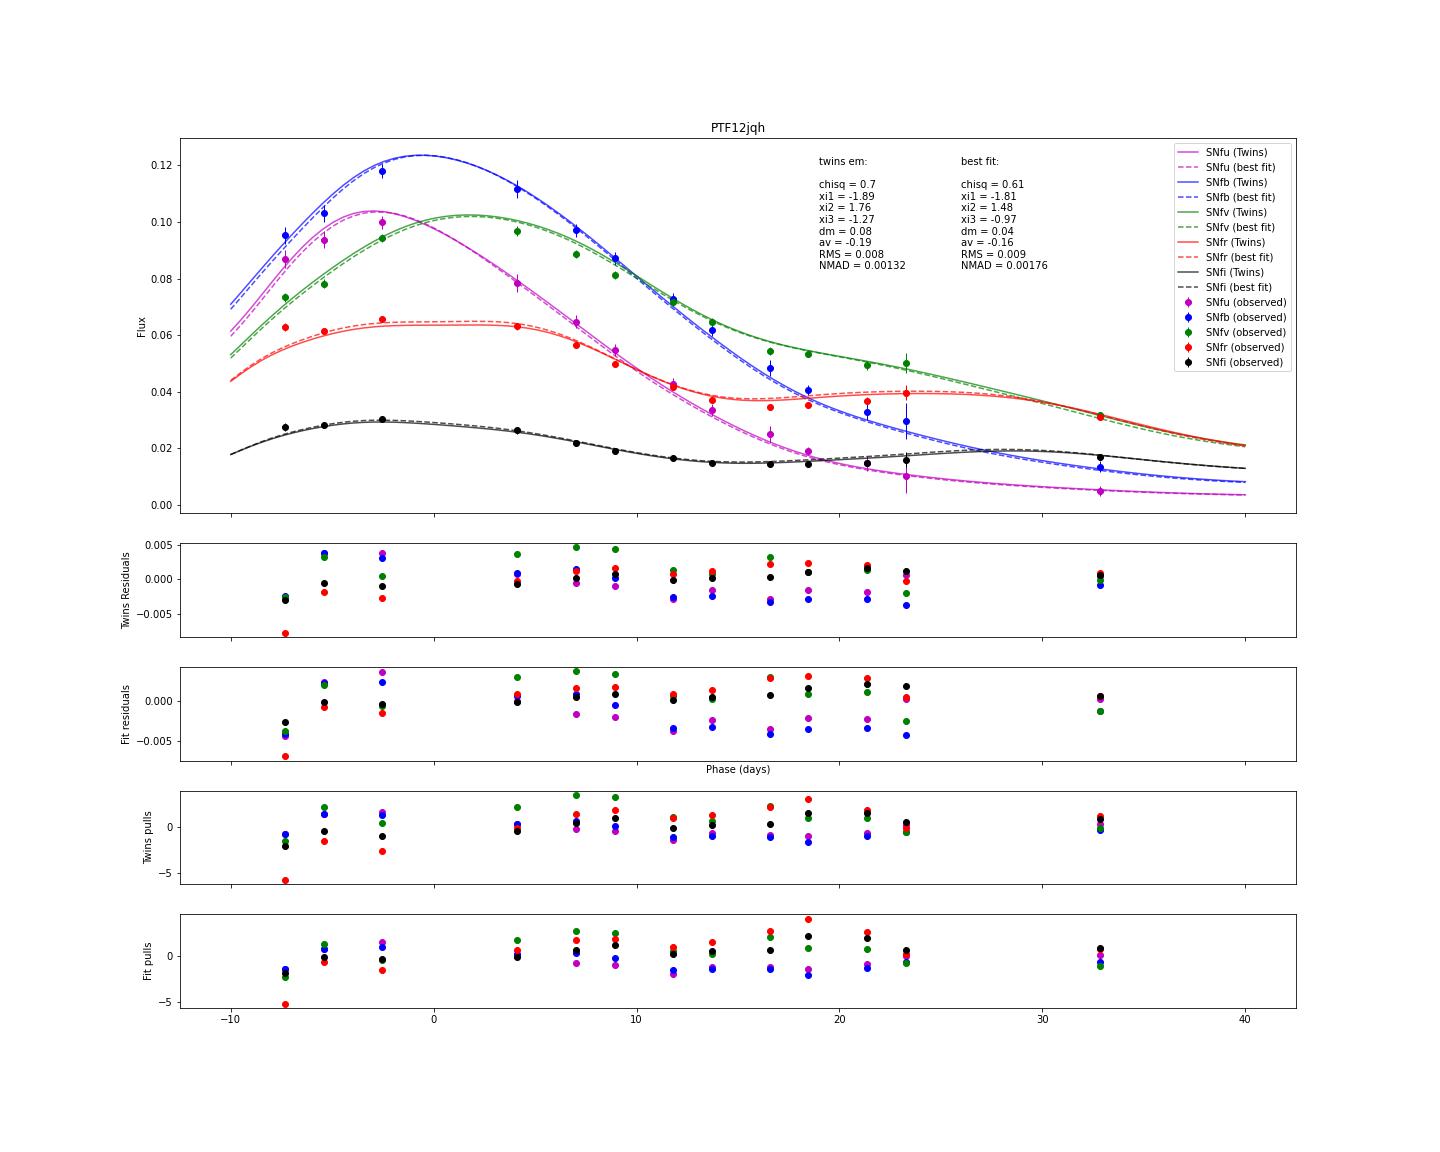 PTF12jqh
Flux
0.12
0.10
0.08
0.06
0.04
0.02
0.00
twins em:
chisq = 0.7
xi1 = -1.89
xi2 = 1.76
xi3 = -1.27
dm = 0.08
av = -0.19
RMS = 0.008
NMAD = 0.00132
best fit:
chisq = 0.61
xi1 = -1.81
xi2 = 1.48
xi3 = -0.97
dm = 0.04
av = -0.16
RMS = 0.009
NMAD = 0.00176
SNfu (Twins)
SNfu (best fit)
SNfb (Twins)
SNfb (best fit)
SNfv (Twins)
SNfv (best fit)
SNfr (Twins)
SNfr (best fit)
SNfi (Twins)
SNfi (best fit)
SNfu (observed)
SNfb (observed)
SNfv (observed)
SNfr (observed)
SNfi (observed)
Twins Residuals
0.005
0.000
−0.005
Fit residuals
0.000
−0.005
Phase (days)
Twins pulls
0
−5
Fit pulls
0
−5
−10
0
10
20
30
40